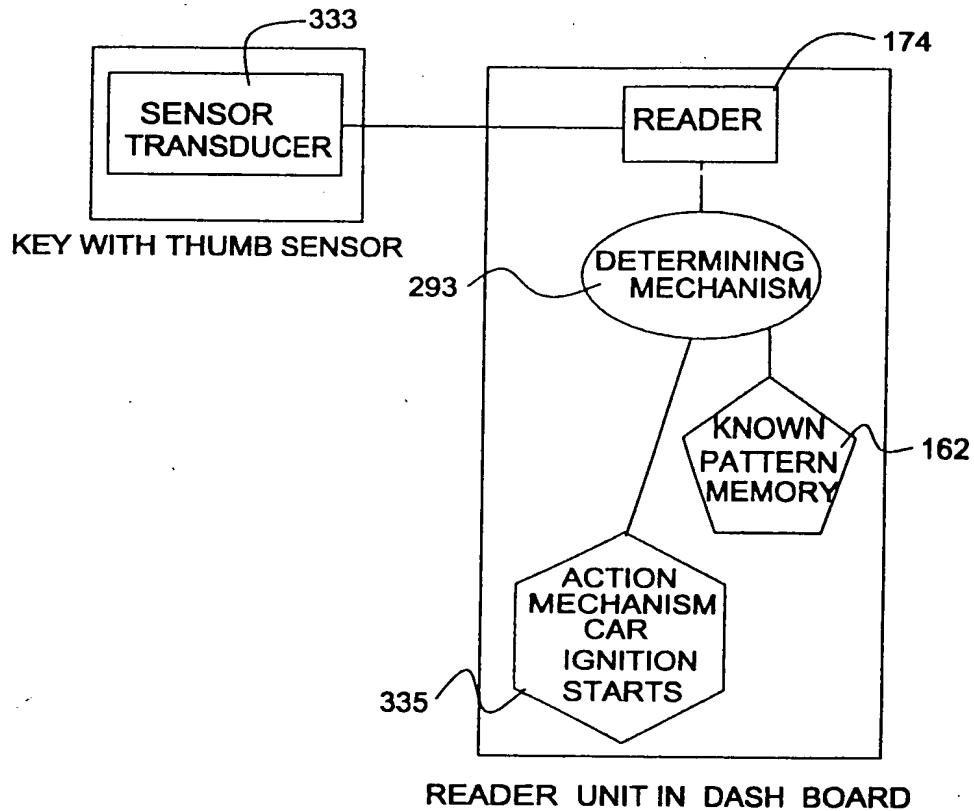 333
SENSOR
TRANSDUCER
KEY WITH THUMB SENSOR
174
READER
DETERMINING
MECHANISM
293
KNOWN
PATTERN
MEMORY
162
ACTION
MECHANISM
CAR
IGNITION
STARTS
335
READER UNIT IN DASH BOARD